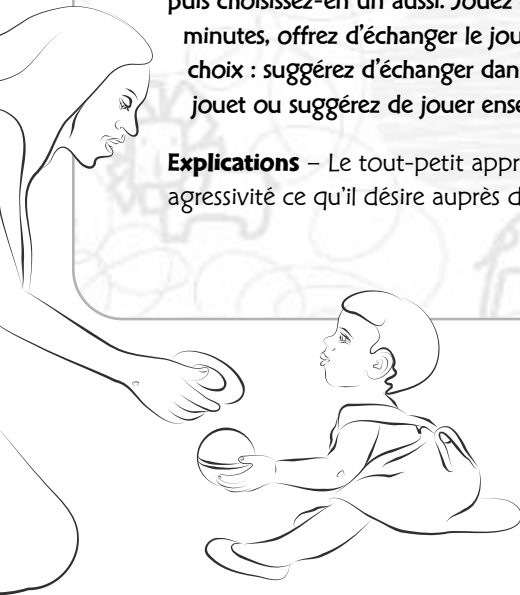 puis choisissez-en un aussi. Jouez
minutes, offrez d’échanger le jou
choix : suggérez d’échanger dan
jouet ou suggérez de jouer ense
Explications – Le tout-petit appr
agressivité ce qu’il désire auprès d